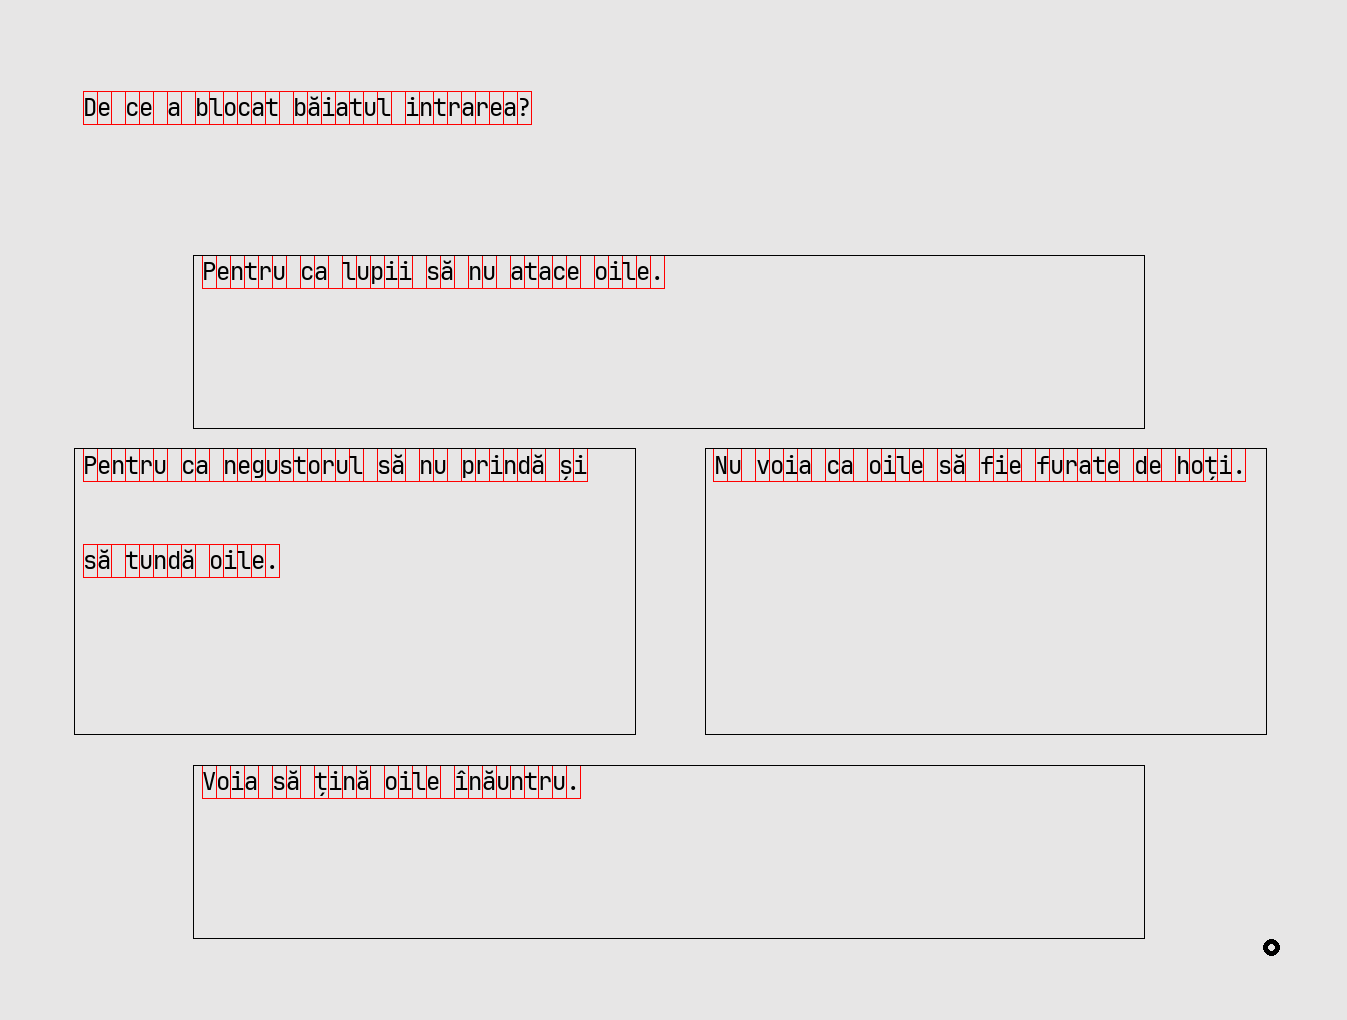 De ce a blocat băiatul intrarea?
Pentru ca lupii să nu atace oile.
Pentru ca negustorul să nu prindă și
să tundă oile.
Nu voia ca oile să fie furate de hoți.
Voia să țină oile înăuntru.